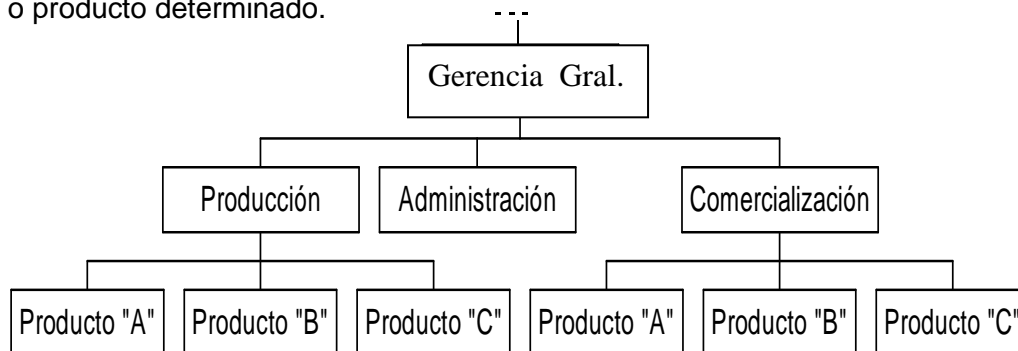 o producto determinado.
---
Gerencia Gral.
Producción Administración Comercialización
Producto "A" Producto "B" Producto "C" Producto "A" Producto "B" Producto "C"